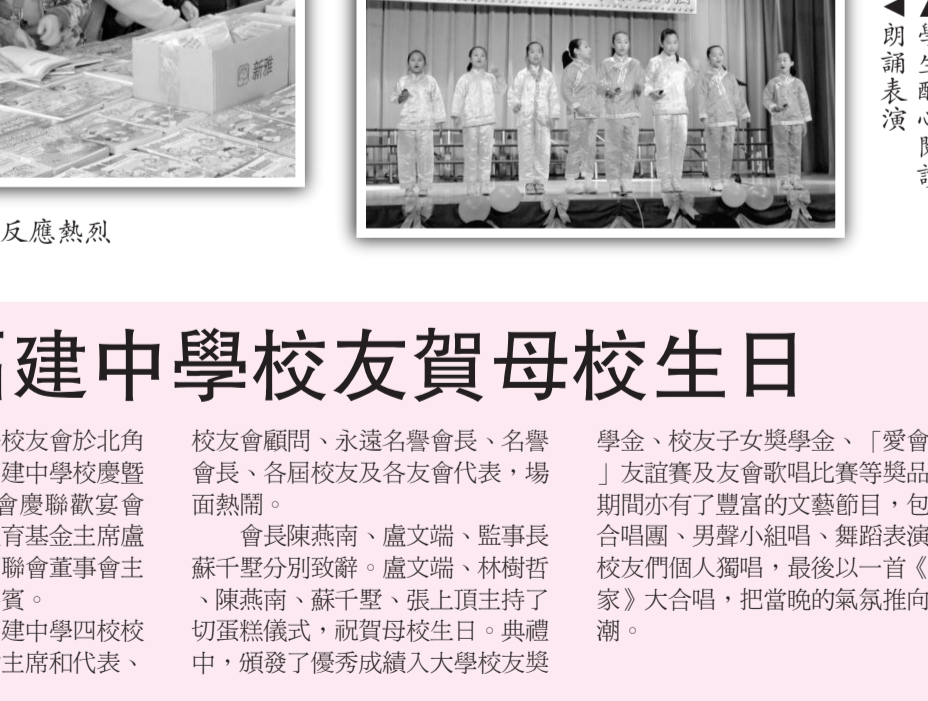 新雅
朗誦表演
反應熱烈
建中學校友賀母校生日
校友會於北角
建中學校慶暨
會慶聯歡宴會
育基金主席盧
聯會董事會主
賓。
建中學四校校
主席和代表、
校友會顧問、永遠名譽會長、名譽
會長、各屆校友及各友會代表，場
面熱鬧。
會長陳燕南、盧文端、監事長
蘇千墅分別致辭。盧文端、林樹哲
、陳燕南、蘇千墅、張上頂主持了
切蛋糕儀式，祝賀母校生日。典禮
中，頒發了優秀成績入大學校友獎
學金、校友子女獎學金、「愛會
」友誼賽及友會歌唱比賽等獎品
期間亦有了豐富的文藝節目，包
合唱團、男聲小組唱、舞蹈表演
校友們個人獨唱，最後以一首《
家》大合唱，把當晚的氣氛推向
潮。